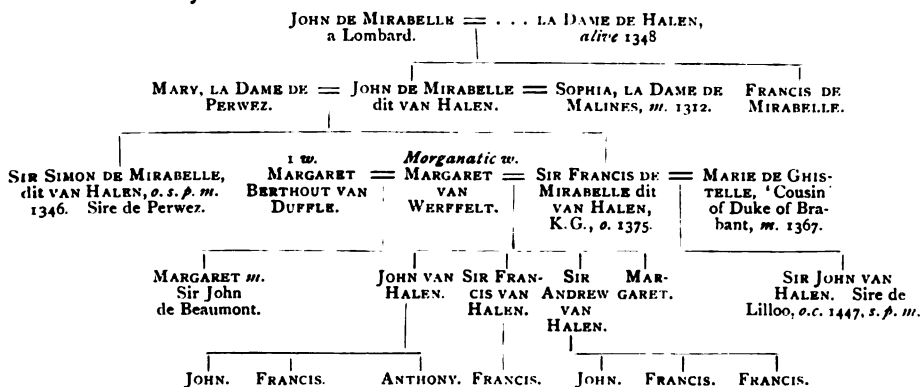 JOHN DE MIRABELLE = . . . LA DAME DE HALEN,
a Lombard. alive 1348
MARY, LA DAME DE = JOHN DE MIRABELLE = SOPHIA, LA DAME DE FRANCIS DE
PERWEZ. dit VAN HALEN. MALINES, m. 1312. MIRABELLE.
1 w. Morganatic w.
SIR SIMON DE MIRABELLE, MARGARET = MARGARET = SIR FRANCIS DE = MARIE DE GHIS-
dit VAN HALEN, o. s. p. m. BERTHOUT VAN VAN MIRABELLE dit TELLE, 'Cousin'
1346. Sire de Perwez. DUFFLE. WERFFELT. VAN HALEN, of Duke of Bra-
K.G., o. 1375. bant, m. 1367.
MARGARET m. JOHN VAN SIR FRAN- SIR MAR- SIR JOHN VAN
Sir John HALEN. CIS VAN ANDREW GARET. HALEN. Sire de
de Beaumont. HALEN. VAN Lilloo, o.c. 1447, s. p. m.
HALEN.
JOHN. FRANCIS. ANTHONY. FRANCIS. JOHN. FRANCIS. FRANCIS.